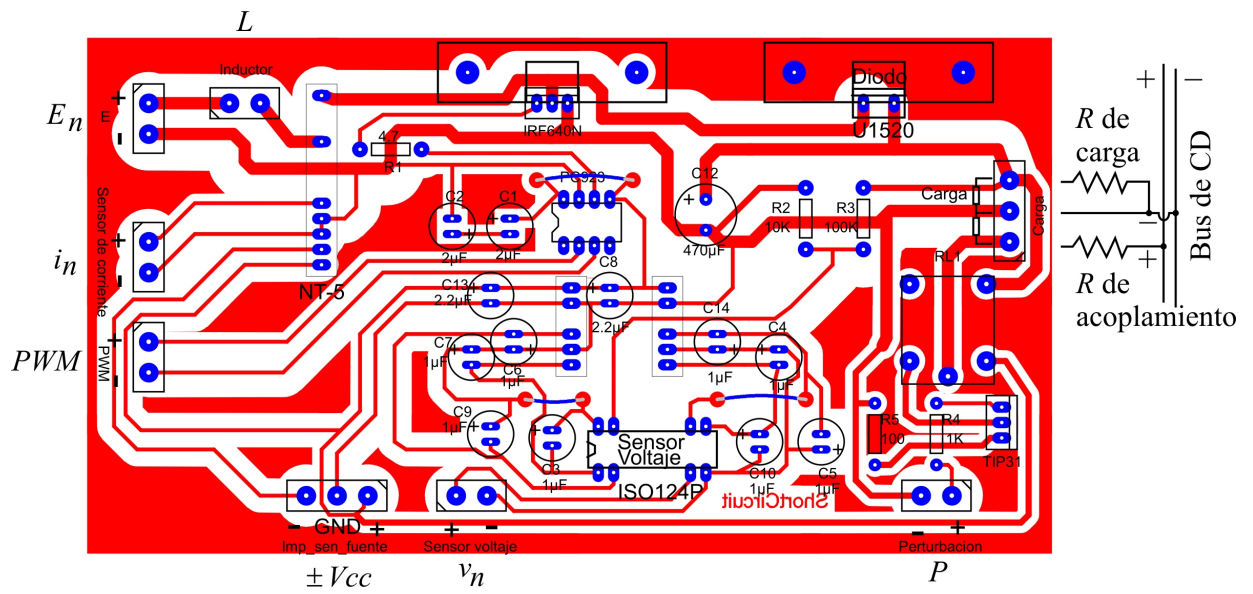 L
Inductor
E_n
+
E
-
4.7
R1
IRF640N
Diodo
U1520
PC923
C2
C1
2µF
2µF
C12
470µF
R2
10K
R3
100K
Carga
Carga
RL1
Sensor de corriente
i_n
+
-
NT-5
C13
2.2µF
C8
2.2µF
C14
1µF
C4
1µF
C7
1µF
C6
1µF
PWM
PWM
+
-
C9
1µF
C3
1µF
Sensor
Voltaje
ISO124P
C10
1µF
C5
1µF
ShortCircuit
R5
100
R4
1K
TIP31
- GND +
Imp_sen_fuente
± Vcc
+ -
Sensor voltaje
v_n
- +
Perturbacion
P
+ −
R de
carga
−
+
R de
acoplamiento
Bus de CD